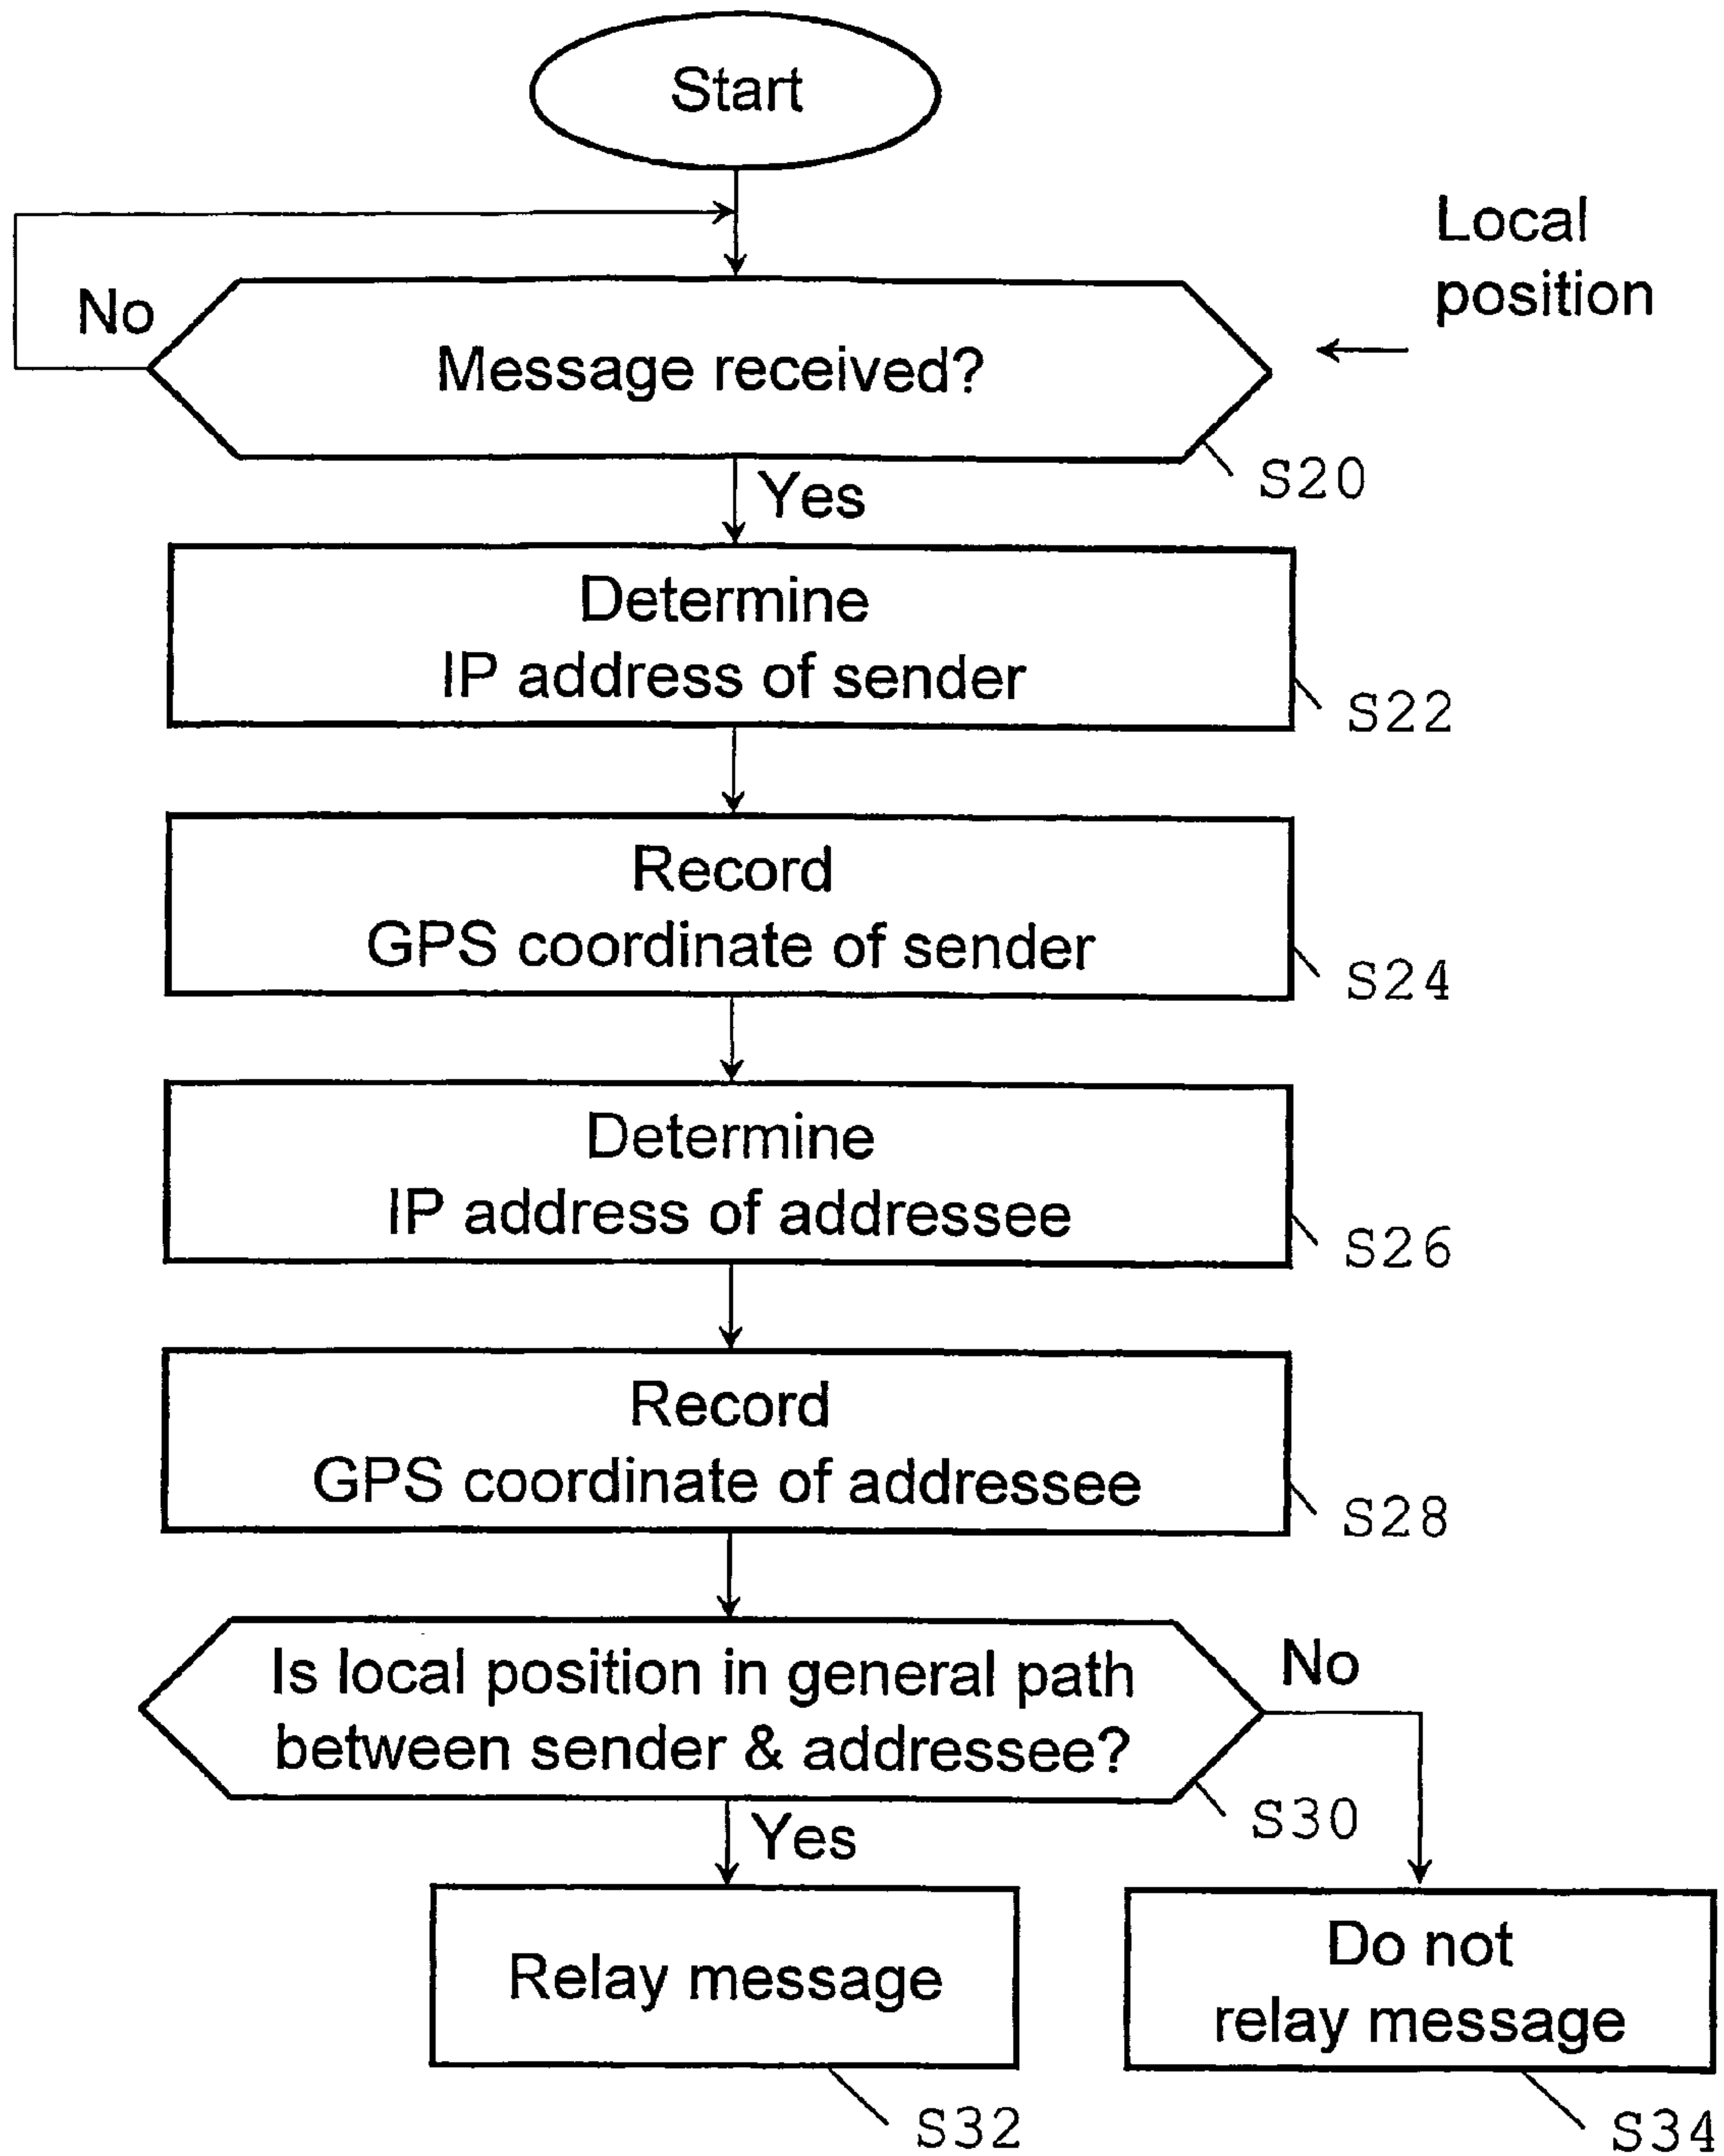 Start
Local
position
No
Message received?
S20
Yes
Determine
IP address of sender
S22
Record
GPS coordinate of sender
S24
Determine
IP address of addressee
S26
Record
GPS coordinate of addressee
S28
Is local position in general path
between sender & addressee?
No
S30
Yes
Relay message
S32
Do not
relay message
S34